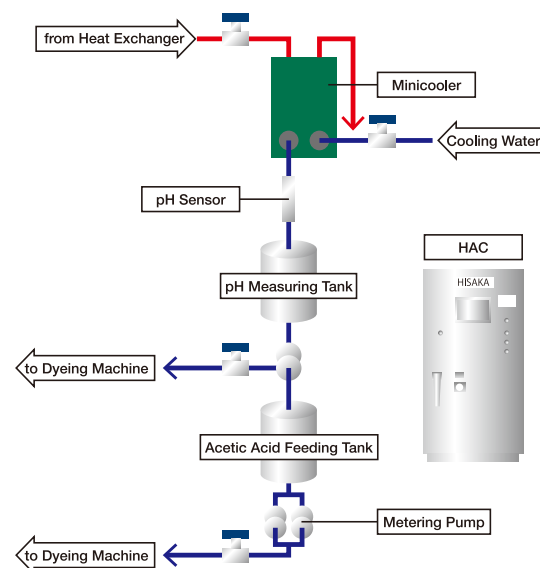 from Heat Exchanger
Minicooler
Cooling Water
pH Sensor
HAC
pH Measuring Tank
HISAKA
to Dyeing Machine
Acetic Acid Feeding Tank
Metering Pump
to Dyeing Machine